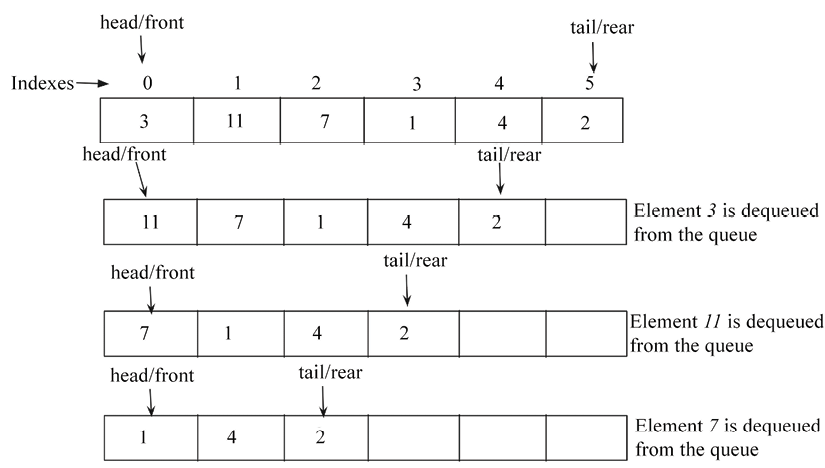 head/front
tail/rear
Indexes 0 1 2 3 4 5
3 11 7 1 4 2
head/front tail/rear
11 7 1 4 2
Element 3 is dequeued
from the queue
head/front tail/rear
7 1 4 2
Element 11 is dequeued
from the queue
head/front tail/rear
1 4 2
Element 7 is dequeued
from the queue